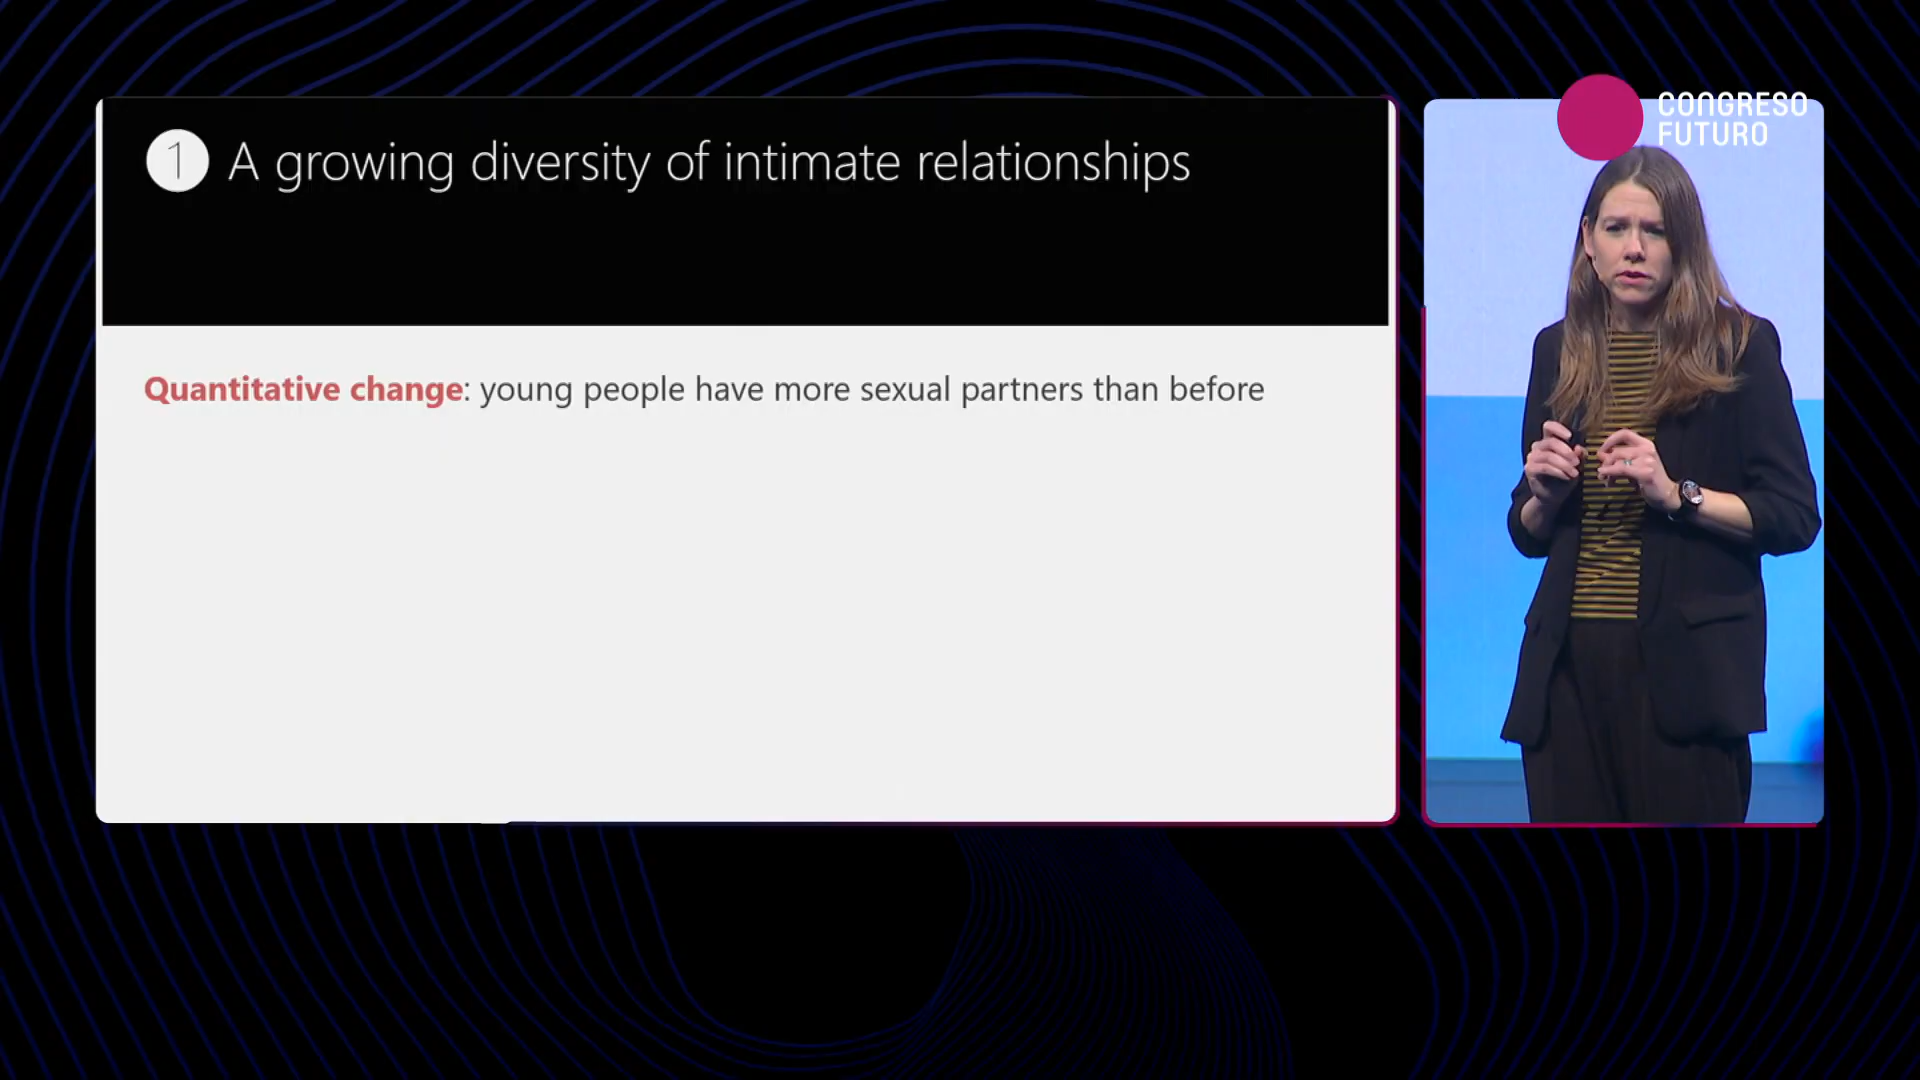 1 A growing diversity of intimate relationships
Quantitative change: young people have more sexual partners than before
CONGRESO
FUTURO